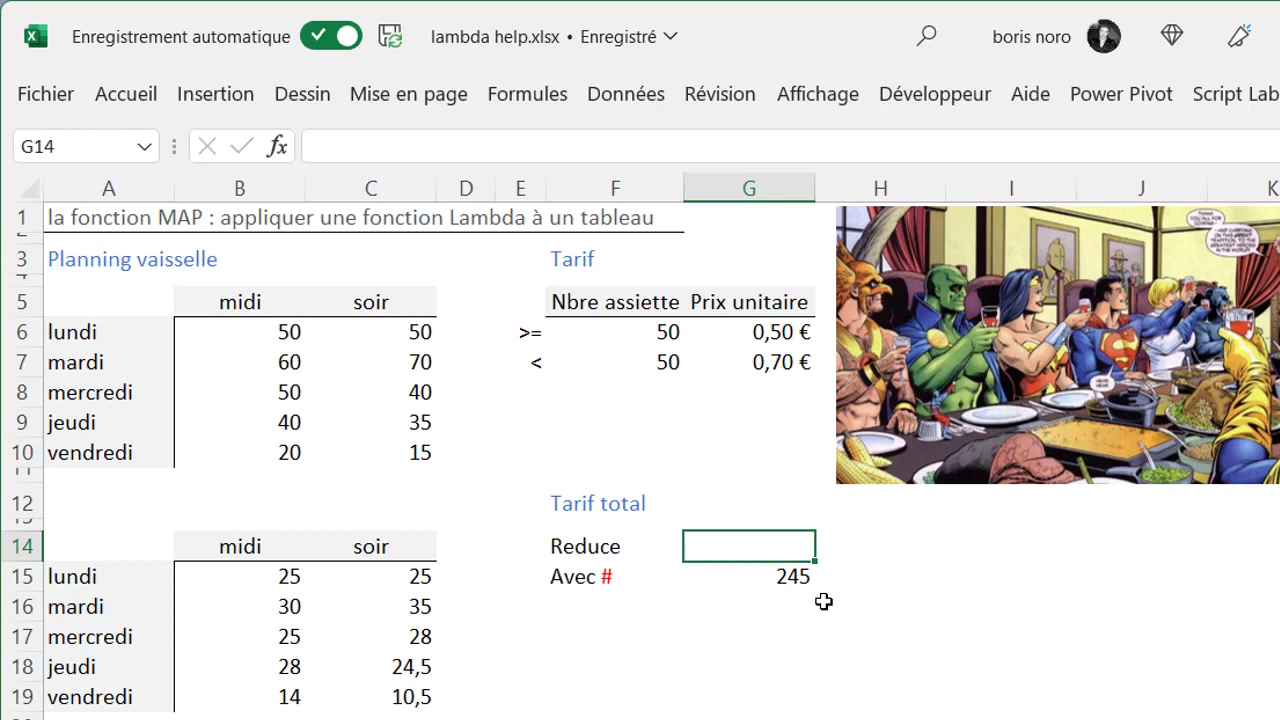 Enregistrement automatique lambda help.xlsx • Enregistré boris noro
Fichier Accueil Insertion Dessin Mise en page Formules Données Révision Affichage Développeur Aide Power Pivot Script Lab
G14 fx
A B C D E F G H I J K
1 la fonction MAP : appliquer une fonction Lambda à un tableau
3 Planning vaisselle Tarif
5 midi soir Nbre assiette Prix unitaire
6 lundi 50 50 >= 50 0,50 €
7 mardi 60 70 < 50 0,70 €
8 mercredi 50 40
9 jeudi 40 35
10 vendredi 20 15
12 Tarif total
14 midi soir Reduce
15 lundi 25 25 Avec # 245
16 mardi 30 35
17 mercredi 25 28
18 jeudi 28 24,5
19 vendredi 14 10,5